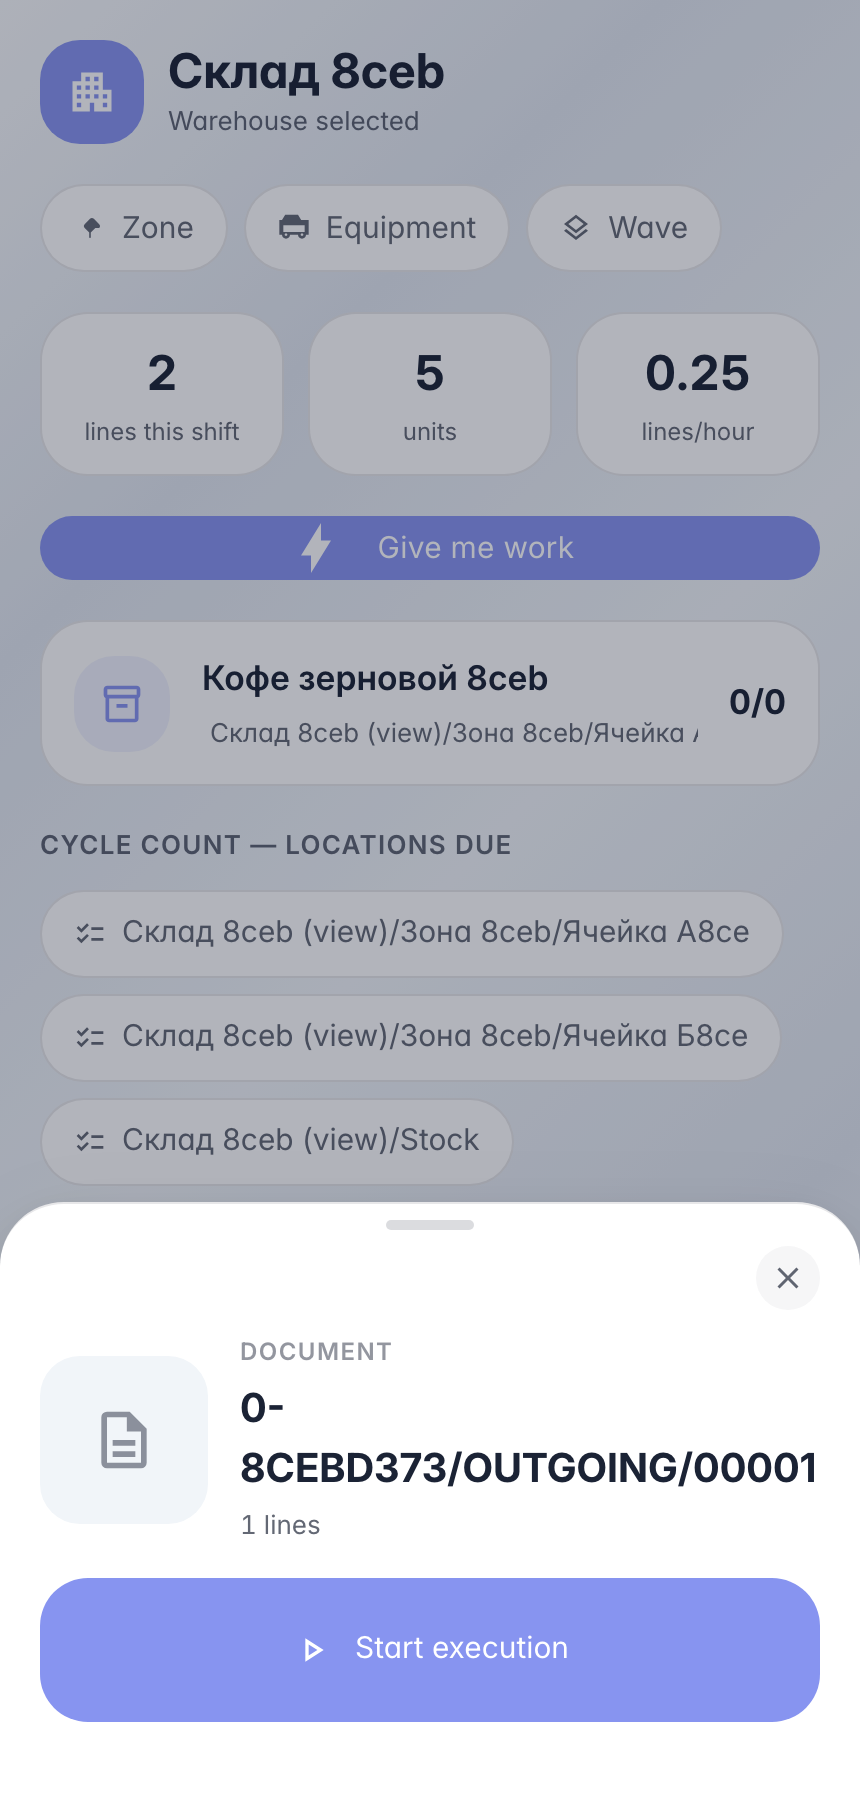 Склад 8ceb
Warehouse selected
Zone
Equipment
Wave
2
lines this shift
5
units
0.25
lines/hour
Give me work
Кофе зерновой 8ceb
Склад 8ceb (view)/Зона 8ceb/Ячейка
0/0
CYCLE COUNT — LOCATIONS DUE
Склад 8ceb (view)/Зона 8ceb/Ячейка А8ce
Склад 8ceb (view)/Зона 8ceb/Ячейка Б8ce
Склад 8ceb (view)/Stock
DOCUMENT
0-
8CEBD373/OUTGOING/00001
1 lines
Start execution